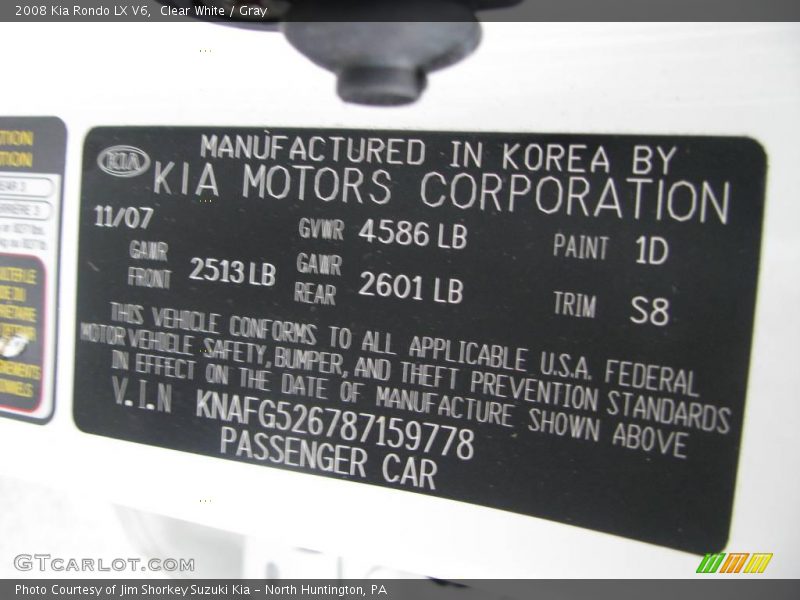 2008 Kia Rondo LX V6, Clear White / Gray
TION
TION
KIA
MANUFACTURED IN KOREA BY
KIA MOTORS CORPORATION
11/07
GVWR 4586 LB
PAINT 1D
GAWR FRONT 2513 LB
GAWR REAR 2601 LB
TRIM S8
THIS VEHICLE CONFORMS TO ALL APPLICABLE U.S.A. FEDERAL
MOTOR VEHICLE SAFETY, BUMPER, AND THEFT PREVENTION STANDARDS
IN EFFECT ON THE DATE OF MANUFACTURE SHOWN ABOVE
V.I.N KNAFG526787159778
PASSENGER CAR
GTCARLOT.COM
Photo Courtesy of Jim Shorkey Suzuki Kia - North Huntington, PA